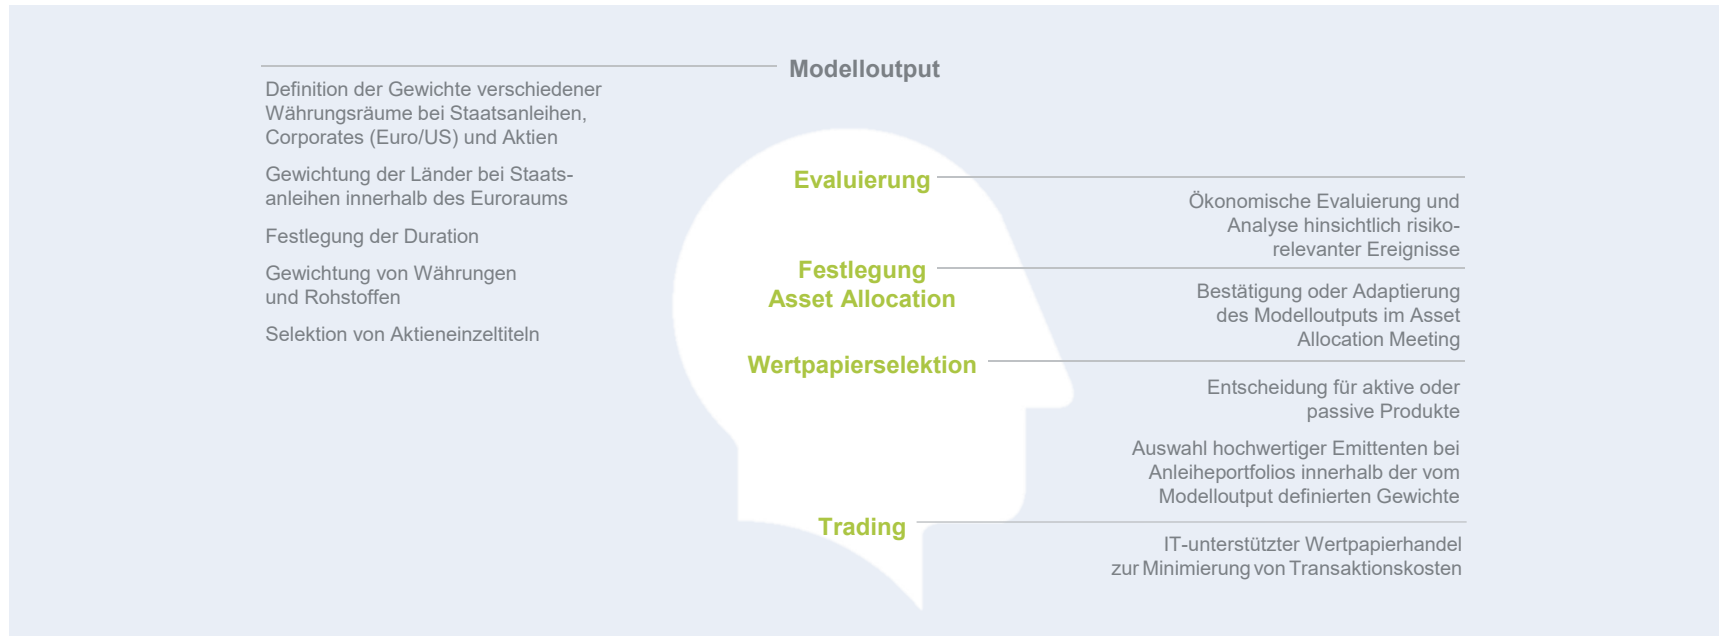 Modelloutput
Definition der Gewichte verschiedener
Währungsräume bei Staatsanleihen,
Corporates (Euro/US) und Aktien
Gewichtung der Länder bei Staats-
anleihen innerhalb des Euroraums
Festlegung der Duration
Gewichtung von Währungen
und Rohstoffen
Selektion von Aktieneinzeltiteln
Evaluierung
Ökonomische Evaluierung und
Analyse hinsichtlich risiko-
relevanter Ereignisse
Festlegung
Asset Allocation
Bestätigung oder Adaptierung
des Modelloutputs im Asset
Allocation Meeting
Wertpapierselektion
Entscheidung für aktive oder
passive Produkte
Auswahl hochwertiger Emittenten bei
Anleiheportfolios innerhalb der vom
Modelloutput definierten Gewichte
Trading
IT-unterstützter Wertpapierhandel
zur Minimierung von Transaktionskosten